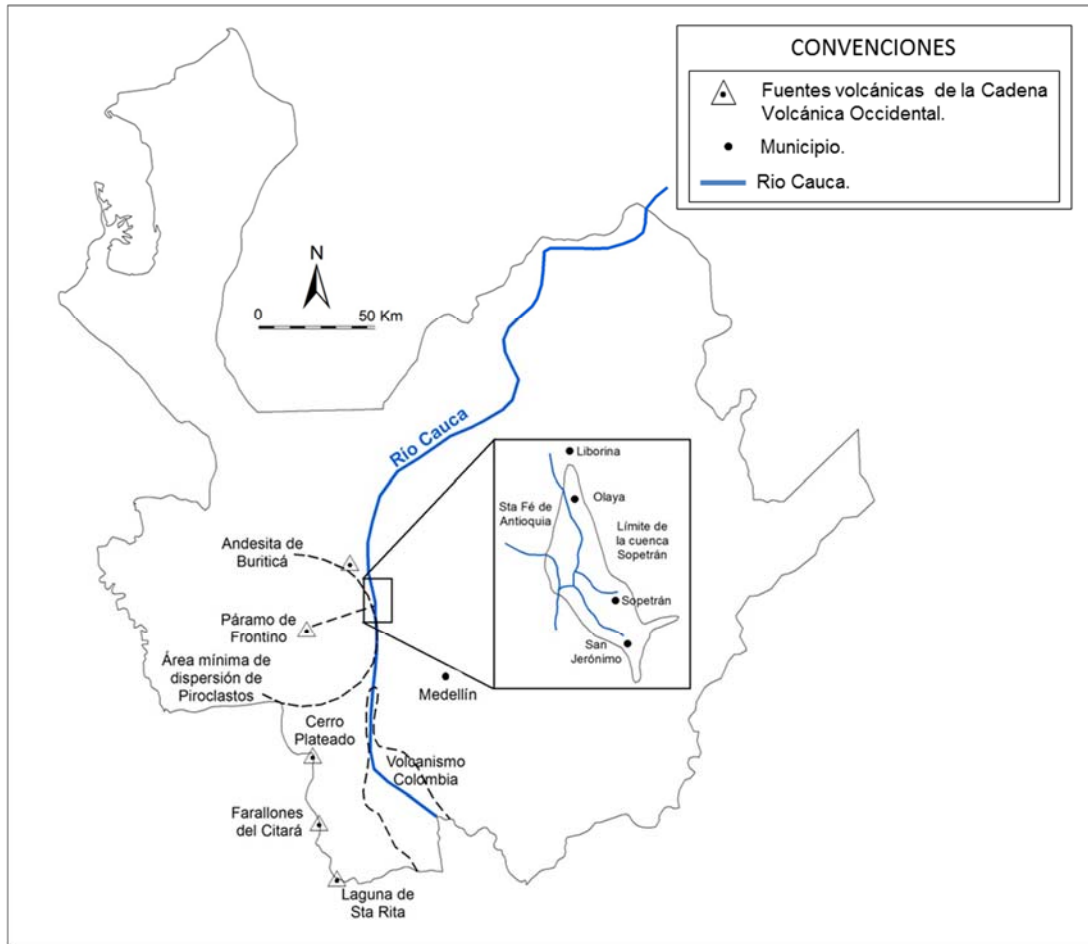 CONVENCIONES
Fuentes volcánicas de la Cadena
Volcánica Occidental.
Municipio.
Rio Cauca.
N
0
50 Km
Río Cauca
Liborina
Olaya
Sta Fé de
Antioquia
Límite de
la cuenca
Sopetrán
Sopetrán
San
Jerónimo
Andesita de
Buriticá
Páramo de
Frontino
Área mínima de
dispersión de
Piroclastos
Medellín
Cerro
Plateado
Volcanismo
Colombia
Farallones
del Citará
Laguna de
Sta Rita